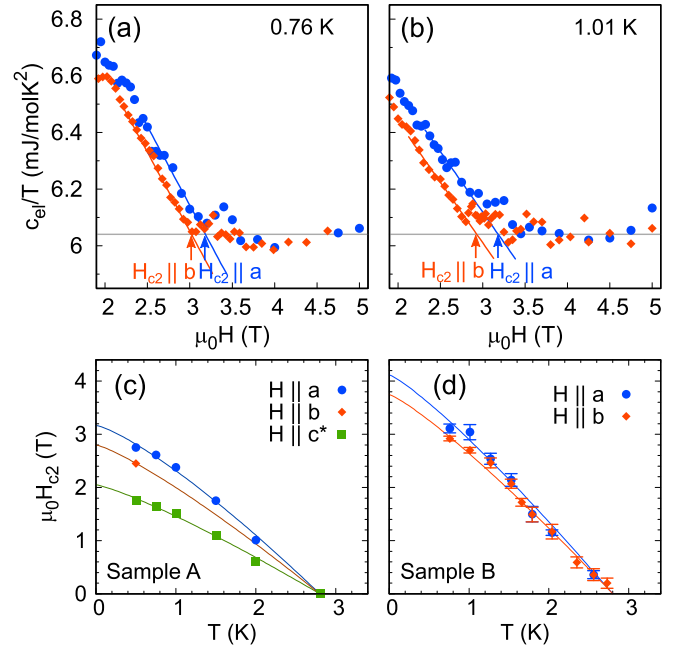 (a) 0.76 K
(b) 1.01 K
c_el/T (mJ/molK²)
6.8
6.6
6.4
6.2
6
H_c2 || b H_c2 || a
H_c2 || b H_c2 || a
2 2.5 3 3.5 4 4.5 5
2 2.5 3 3.5 4 4.5 5
μ₀H (T)
μ₀H (T)
(c)
H || a
H || b
H || c*
(d)
H || a
H || b
μ₀H_c2 (T)
4
3
2
1
0
Sample A
Sample B
0 1 2 3
0 1 2 3
T (K)
T (K)